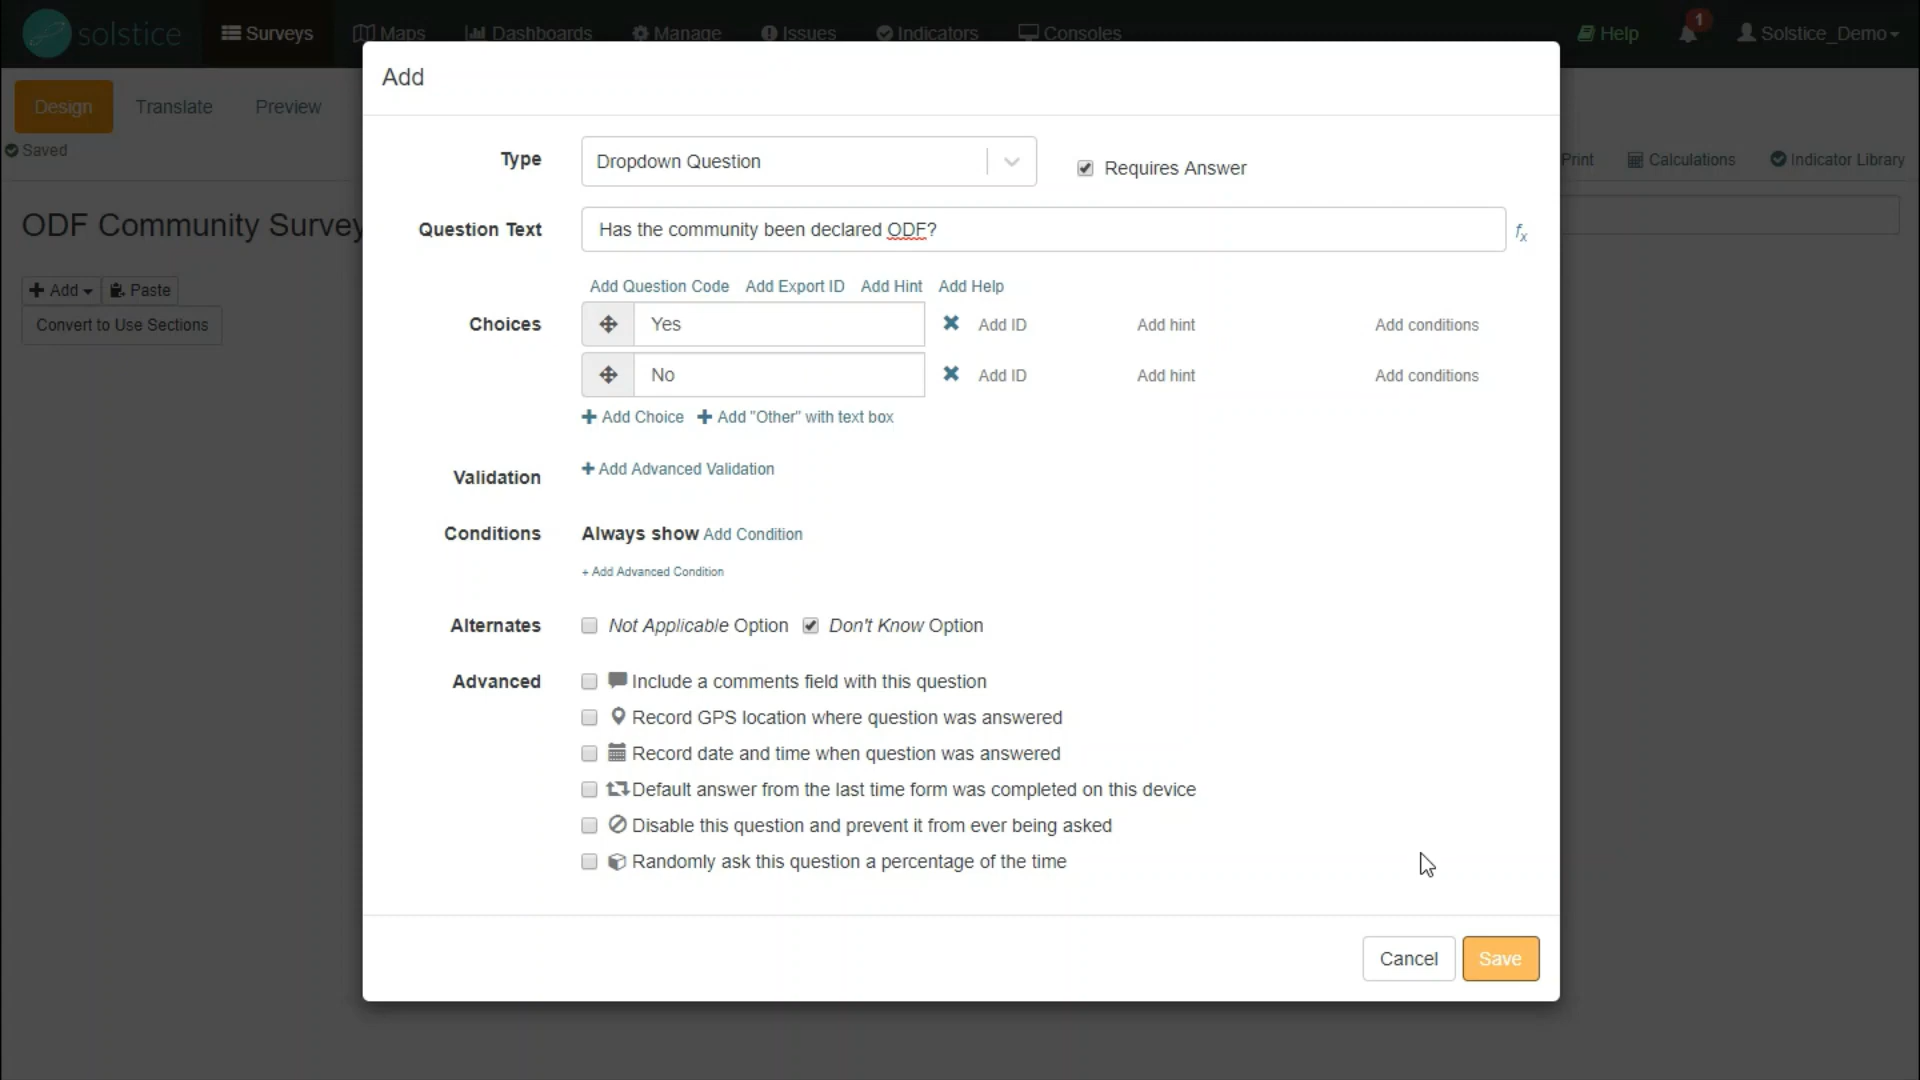 solstice
Surveys
Maps
Dashboards
Manage
Issues
Indicators
Consoles
Help
1
Solstice_Demo
Add
Design
Translate
Preview
Saved
Print
Calculations
Indicator Library
Type
Dropdown Question
Requires Answer
ODF Community Survey
Question Text
Has the community been declared ODF?
fx
Add
Paste
Convert to Use Sections
Add Question Code Add Export ID Add Hint Add Help
Choices
Yes
Add ID
Add hint
Add conditions
No
Add ID
Add hint
Add conditions
Add Choice
Add "Other" with text box
Validation
Add Advanced Validation
Conditions
Always show Add Condition
+ Add Advanced Condition
Alternates
Not Applicable Option
Don't Know Option
Advanced
Include a comments field with this question
Record GPS location where question was answered
Record date and time when question was answered
Default answer from the last time form was completed on this device
Disable this question and prevent it from ever being asked
Randomly ask this question a percentage of the time
Cancel
Save